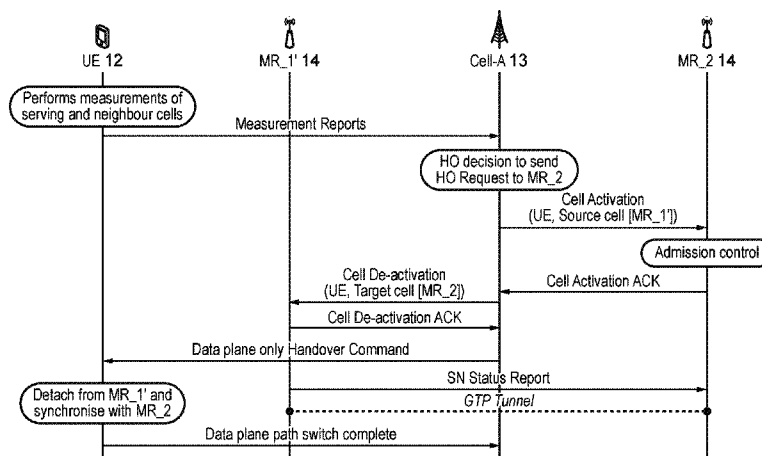 UE 12
MR_1' 14
Cell-A 13
MR_2 14
Performs measurements of
serving and neighbour cells
Measurement Reports
HO decision to send
HO Request to MR_2
Cell Activation
(UE, Source cell [MR_1'])
Admission control
Cell Activation ACK
Cell De-activation
(UE, Target cell [MR_2])
Cell De-activation ACK
Data plane only Handover Command
SN Status Report
Detach from MR_1' and
synchronise with MR_2
GTP Tunnel
Data plane path switch complete